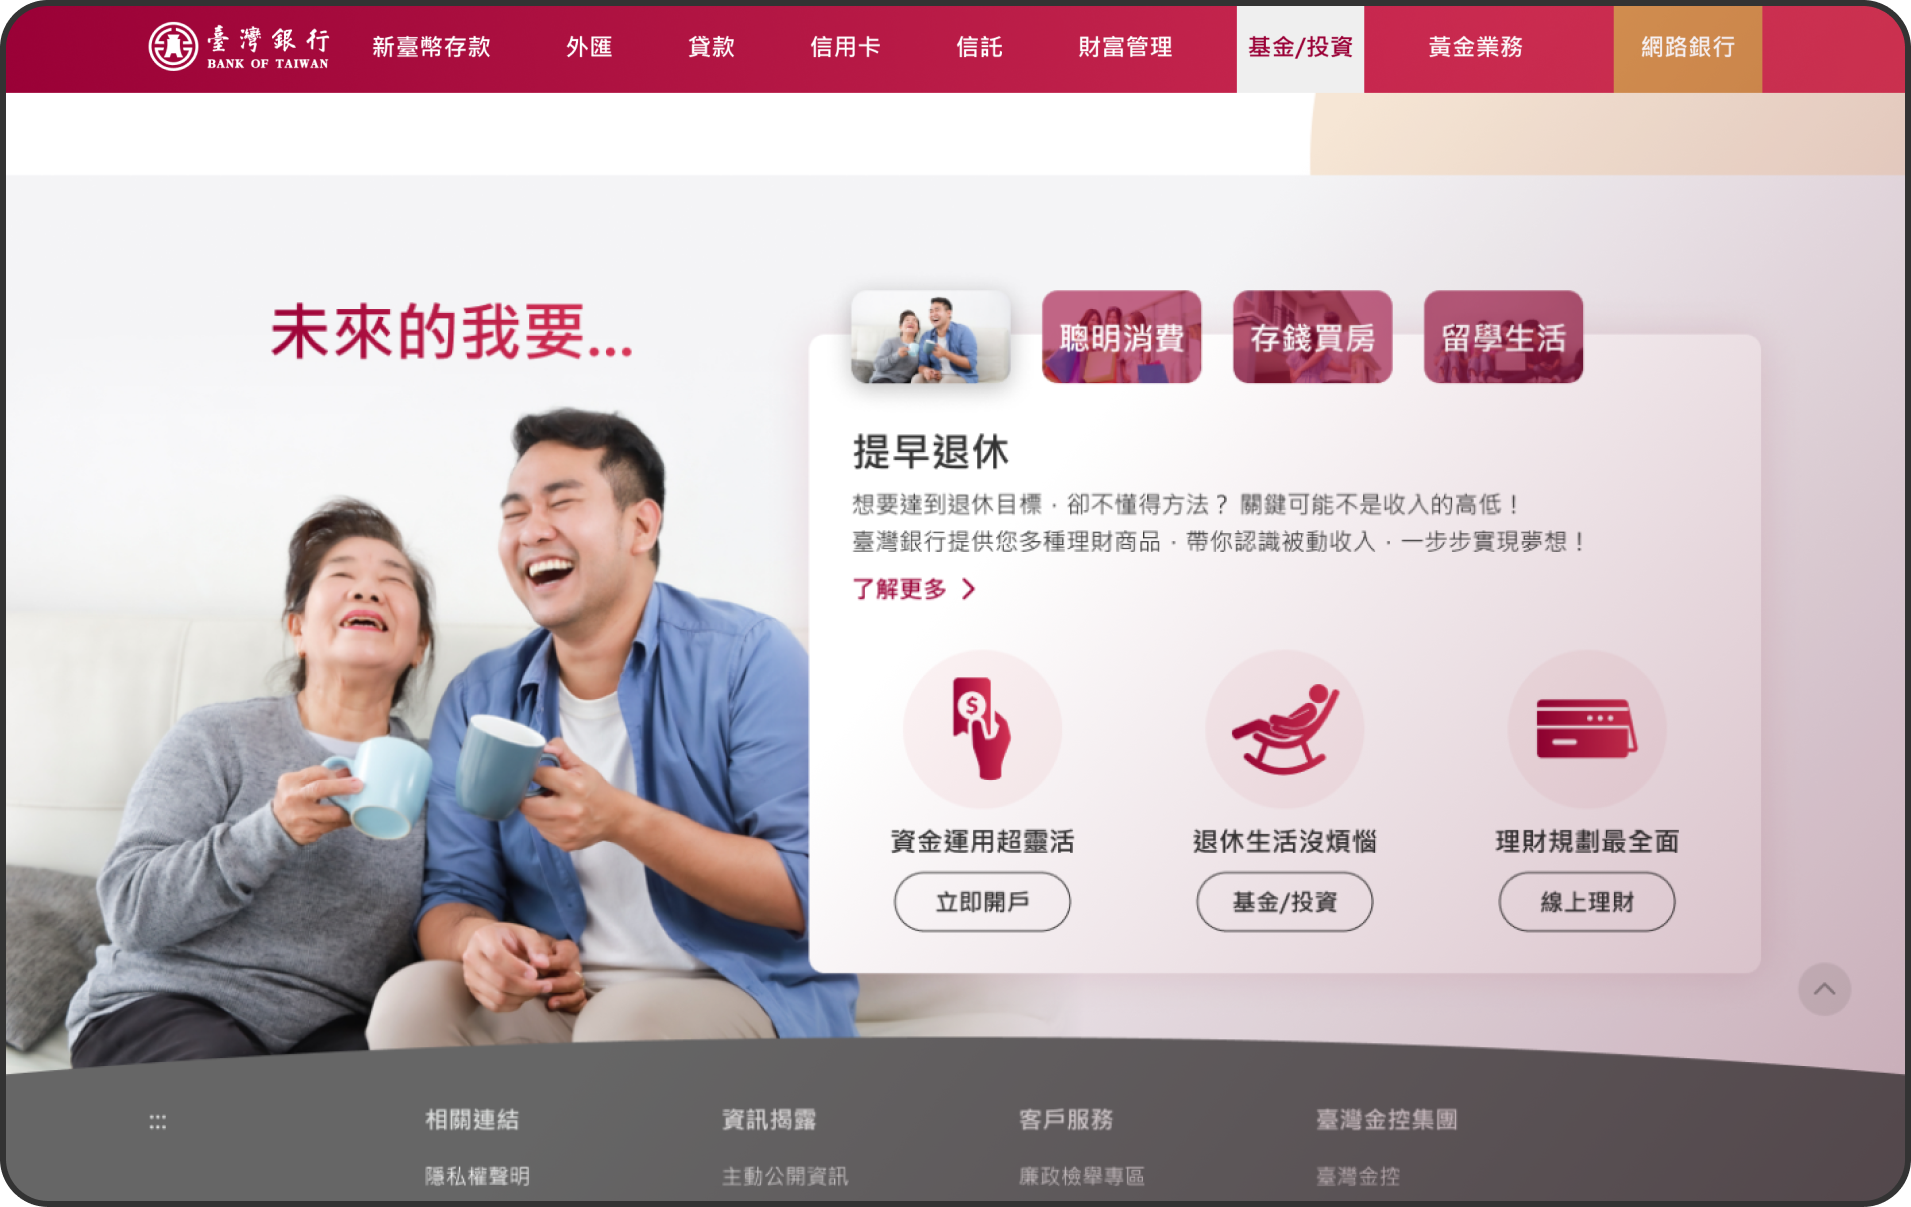 臺灣銀行
BANK OF TAIWAN
新臺幣存款
外匯
貸款
信用卡
信託
財富管理
基金/投資
黃金業務
網路銀行
未來的我要...
聰明消費
存錢買房
留學生活
提早退休
想要達到退休目標，卻不懂得方法？關鍵可能不是收入的高低！
臺灣銀行提供您多種理財商品，帶你認識被動收入，一步步實現夢想！
了解更多
資金運用超靈活
退休生活沒煩惱
理財規劃最全面
立即開戶
基金/投資
線上理財
:::
相關連結
資訊揭露
客戶服務
臺灣金控集團
隱私權聲明
主動公開資訊
廉政檢舉專區
臺灣金控